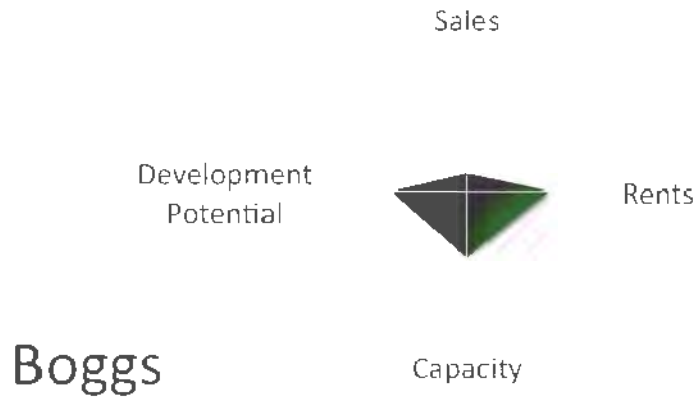 Sales
Development
Potential
Rents
Boggs
Capacity